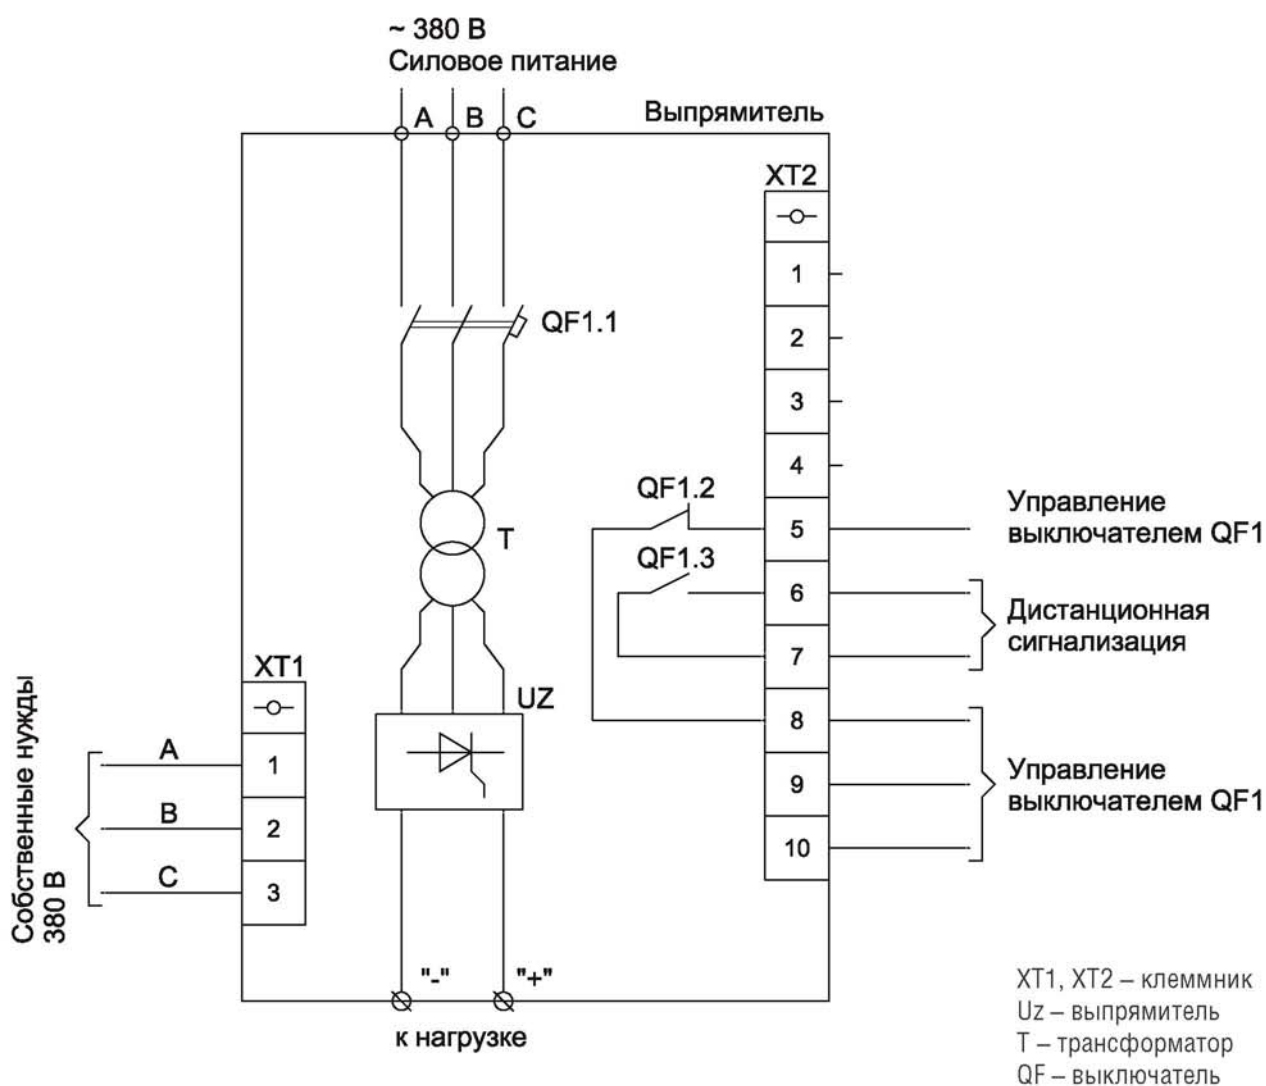 ~ 380 В
Силовое питание
A
B
C
Выпрямитель
XT2
1
2
3
4
5
6
7
8
9
10
QF1.1
QF1.2
QF1.3
T
Управление
выключателем QF1
Дистанционная
сигнализация
Управление
выключателем QF1
XT1
1
2
3
A
B
C
Собственные нужды
380 В
UZ
"-"
"+"
к нагрузке
XT1, XT2 – клеммник
Uz – выпрямитель
T – трансформатор
QF – выключатель